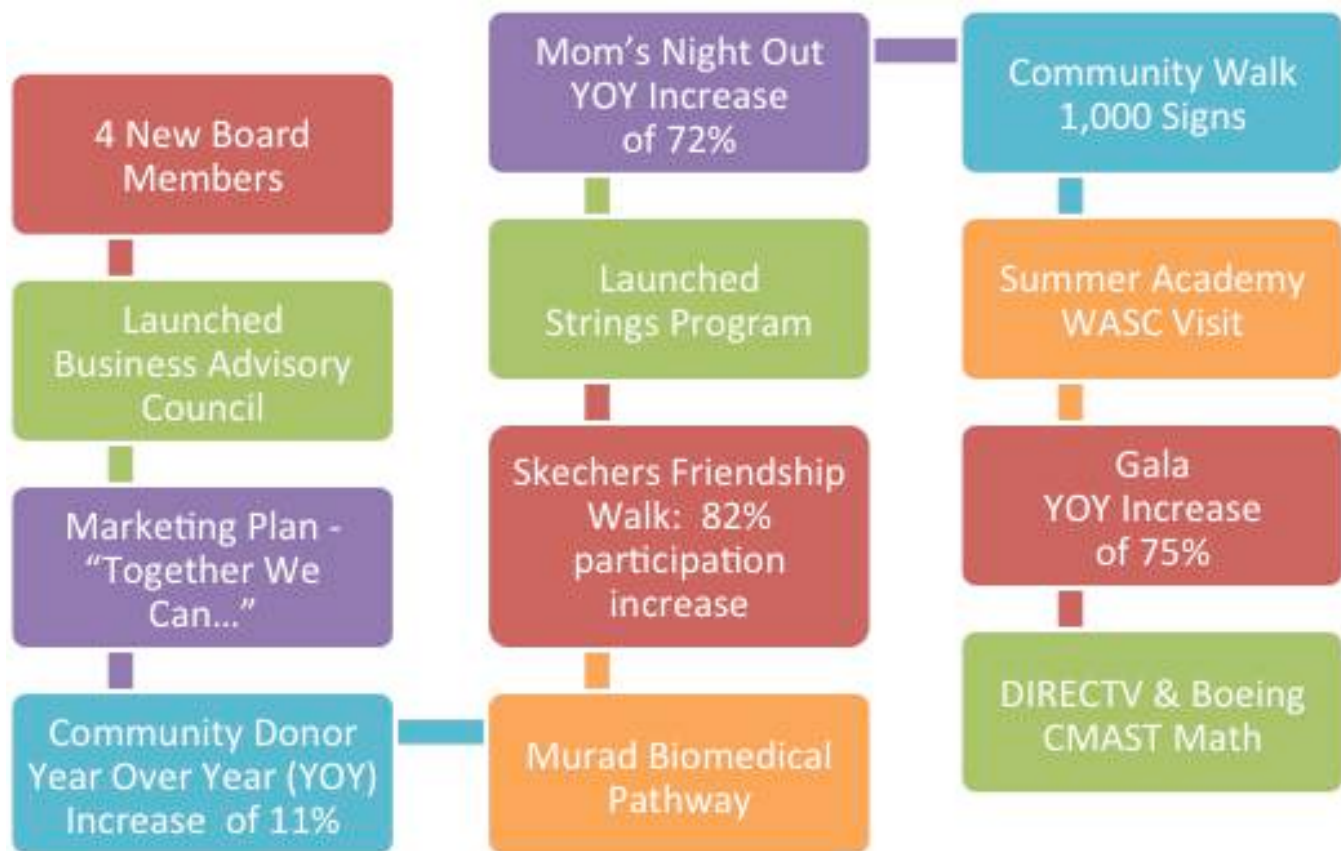 4 New Board
Members
Launched
Business Advisory
Council
Marketing Plan -
“Together We
Can…”
Community Donor
Year Over Year (YOY)
Increase of 11%
Murad Biomedical
Pathway
Skechers Friendship
Walk: 82%
participation
increase
Launched
Strings Program
Mom’s Night Out
YOY Increase
of 72%
Community Walk
1,000 Signs
Summer Academy
WASC Visit
Gala
YOY Increase
of 75%
DIRECTV & Boeing
CMAST Math